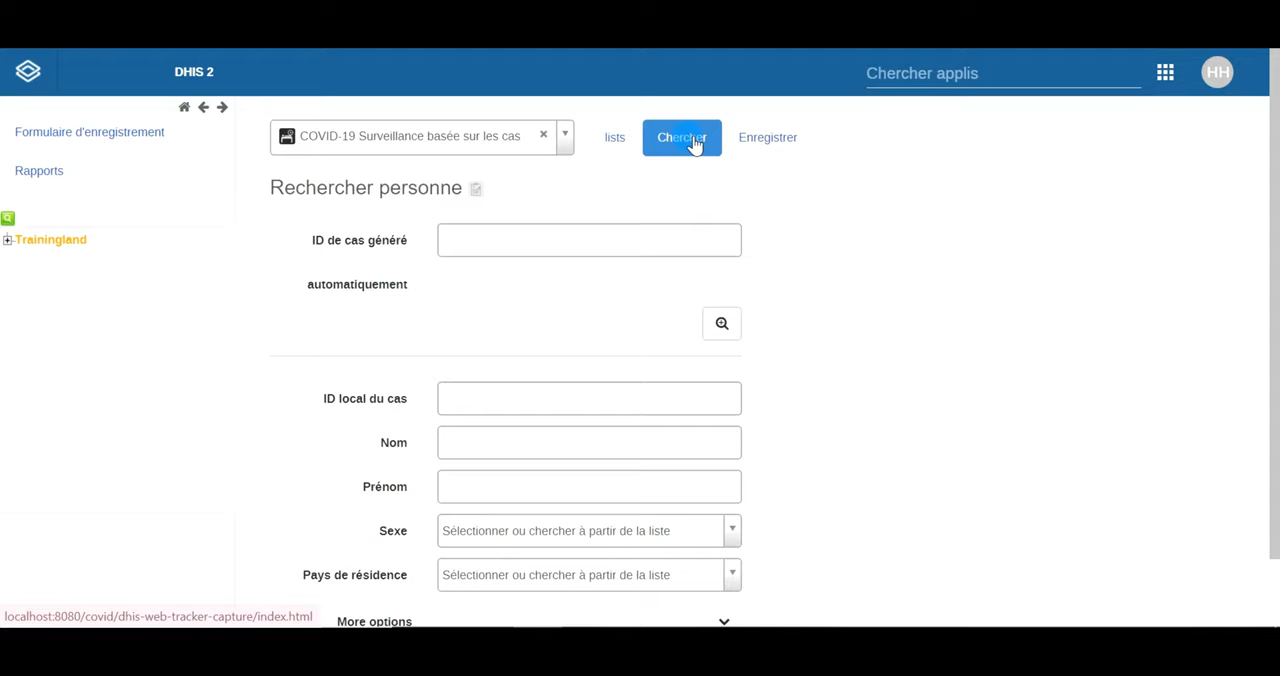 DHIS 2
Chercher applis
HH
Formulaire d'enregistrement
Rapports
Trainingland
COVID-19 Surveillance basée sur les cas
lists
Chercher
Enregistrer
Rechercher personne
ID de cas généré
automatiquement
ID local du cas
Nom
Prénom
Sexe
Sélectionner ou chercher à partir de la liste
Pays de résidence
Sélectionner ou chercher à partir de la liste
More options
localhost:8080/covid/dhis-web-tracker-capture/index.html